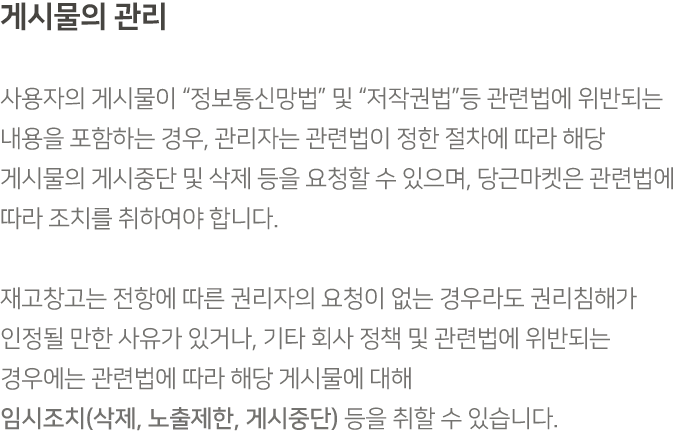 게시물의 관리
사용자의 게시물이 “정보통신망법” 및 “저작권법”등 관련법에 위반되는
내용을 포함하는 경우, 관리자는 관련법이 정한 절차에 따라 해당
게시물의 게시중단 및 삭제 등을 요청할 수 있으며, 당근마켓은 관련법에
따라 조치를 취하여야 합니다.
재고창고는 전항에 따른 권리자의 요청이 없는 경우라도 권리침해가
인정될 만한 사유가 있거나, 기타 회사 정책 및 관련법에 위반되는
경우에는 관련법에 따라 해당 게시물에 대해
임시조치(삭제, 노출제한, 게시중단) 등을 취할 수 있습니다.